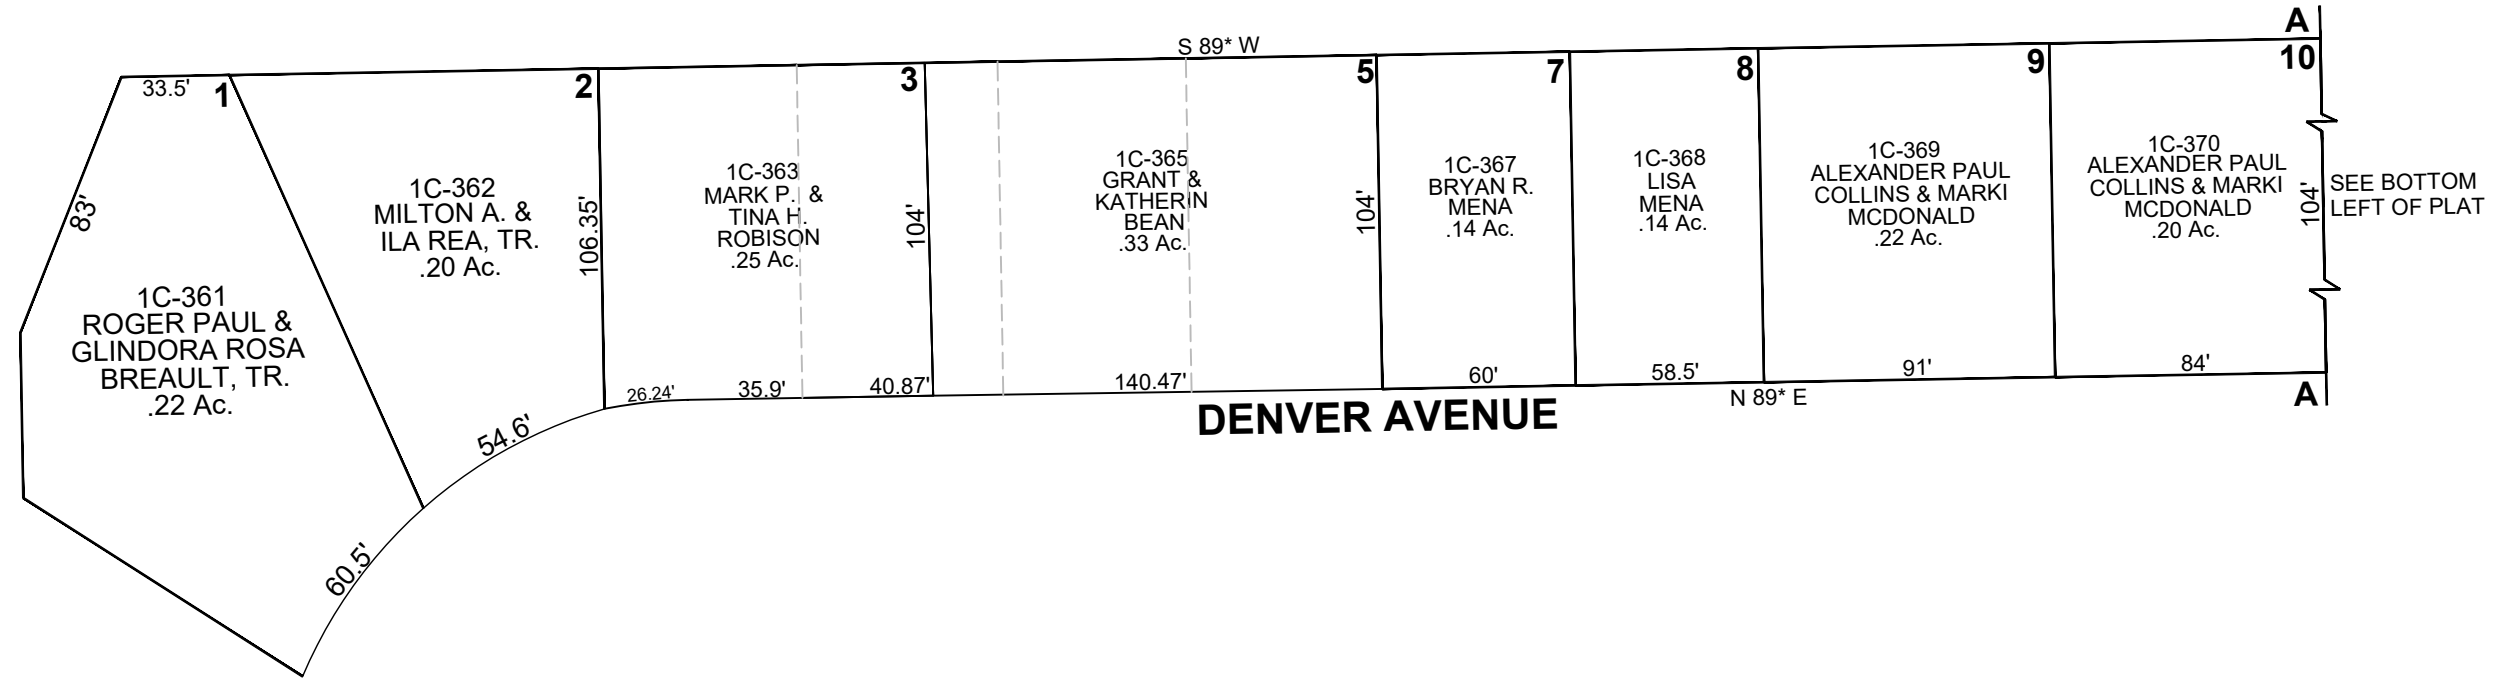 S 89* W
A
33.5'
1
2
3
5
7
8
9
10
83'
1C-361
ROGER PAUL &
GLINDORA ROSA
BREAULT, TR.
.22 Ac.
60.5'
1C-362
MILTON A. &
ILA REA, TR.
.20 Ac.
54.6'
106.35'
1C-363
MARK P. &
TINA H.
ROBISON
.25 Ac.
26.24'
35.9'
40.87'
104'
1C-365
GRANT &
KATHERIN
BEAN
.33 Ac.
140.47'
104'
1C-367
BRYAN R.
MENA
.14 Ac.
60'
1C-368
LISA
MENA
.14 Ac.
58.5'
1C-369
ALEXANDER PAUL
COLLINS & MARKI
MCDONALD
.22 Ac.
91'
1C-370
ALEXANDER PAUL
COLLINS & MARKI
MCDONALD
.20 Ac.
84'
104'
SEE BOTTOM
LEFT OF PLAT
N 89* E
A
DENVER AVENUE